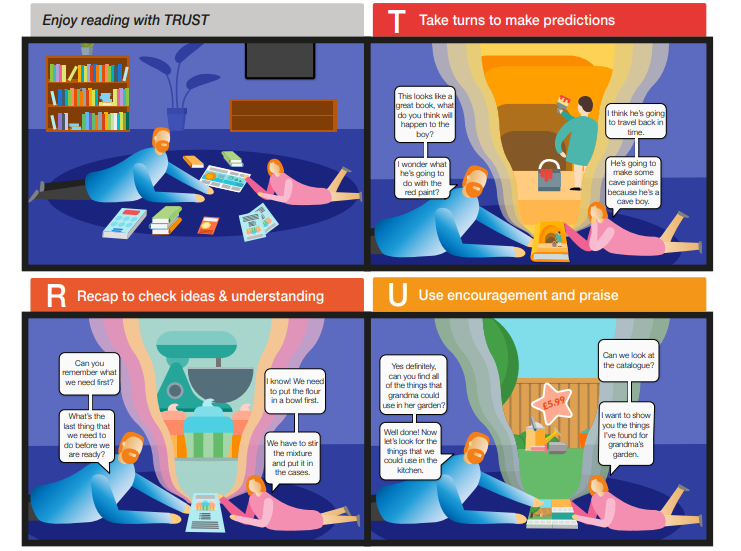 Enjoy reading with TRUST
T Take turns to make predictions
This looks like a
great book, what
do you think will
happen to the
boy?
I wonder what
he's going to
do with the
red paint?
I think he's going
to travel back in
time.
He's going to
make some
cave paintings
because he's a
cave boy.
R Recap to check ideas & understanding
Can you
remember what
we need first?
What's the
last thing that
we need to
do before we
are ready?
I know! We need
to put the flour
in a bowl first.
We have to stir
the mixture
and put it in
the cases.
U Use encouragement and praise
Can we look at
the catalogue?
Yes definitely,
can you find all
of the things that
grandma could
use in her garden?
I want to show
you the things
I've found for
grandma's
garden.
Well done! Now
let's look for the
things that we
could use in the
kitchen.
£5.99